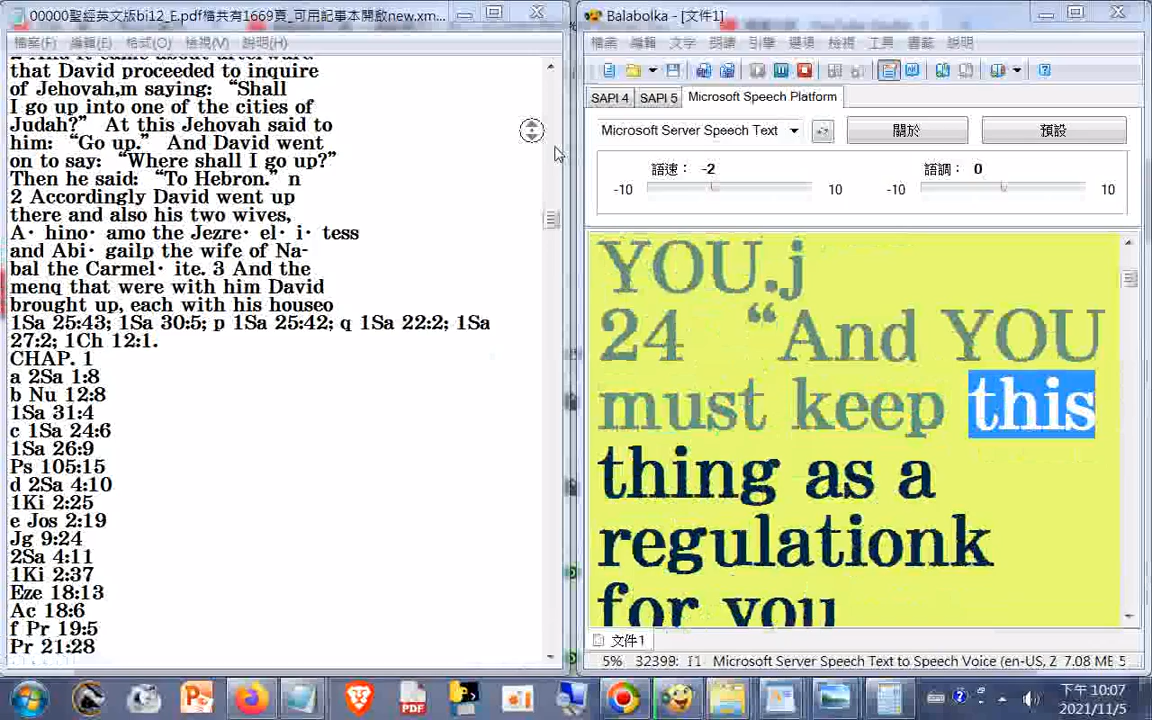 00000聖經英文版bi12_E.pdf檔共有1669頁_可用記事本開啟new.xm...
檔案(F) 編輯(E) 格式(O) 檢視(V) 說明(H)
that David proceeded to inquire
of Jehovah,m saying: “Shall
I go up into one of the cities of
Judah?” At this Jehovah said to
him: “Go up.” And David went
on to say: “Where shall I go up?”
Then he said: “To Hebron.” n
2 Accordingly David went up
there and also his two wives,
A· hino· amo the Jezre· el· i· tess
and Abi· gailp the wife of Na-
bal the Carmel· ite. 3 And the
menq that were with him David
brought up, each with his houseo
1Sa 25:43; 1Sa 30:5; p 1Sa 25:42; q 1Sa 22:2; 1Sa
27:2; 1Ch 12:1.
CHAP. 1
a 2Sa 1:8
b Nu 12:8
1Sa 31:4
c 1Sa 24:6
1Sa 26:9
Ps 105:15
d 2Sa 4:10
1Ki 2:25
e Jos 2:19
Jg 9:24
2Sa 4:11
1Ki 2:37
Eze 18:13
Ac 18:6
f Pr 19:5
Pr 21:28
Balabolka - [文件1]
檔案 編輯 文字 朗讀 引擎 選項 檢視 工具 書籤 說明
SAPI 4 SAPI 5 Microsoft Speech Platform
Microsoft Server Speech Text 關於 預設
語速： -2 語調： 0
-10 10 -10 10
YOU.j
24 “And YOU
must keep this
thing as a
regulationk
for you
文件1
5% 32399: 11 Microsoft Server Speech Text to Speech Voice (en-US, Z 7.08 MB 5
下午 10:07
2021/11/5